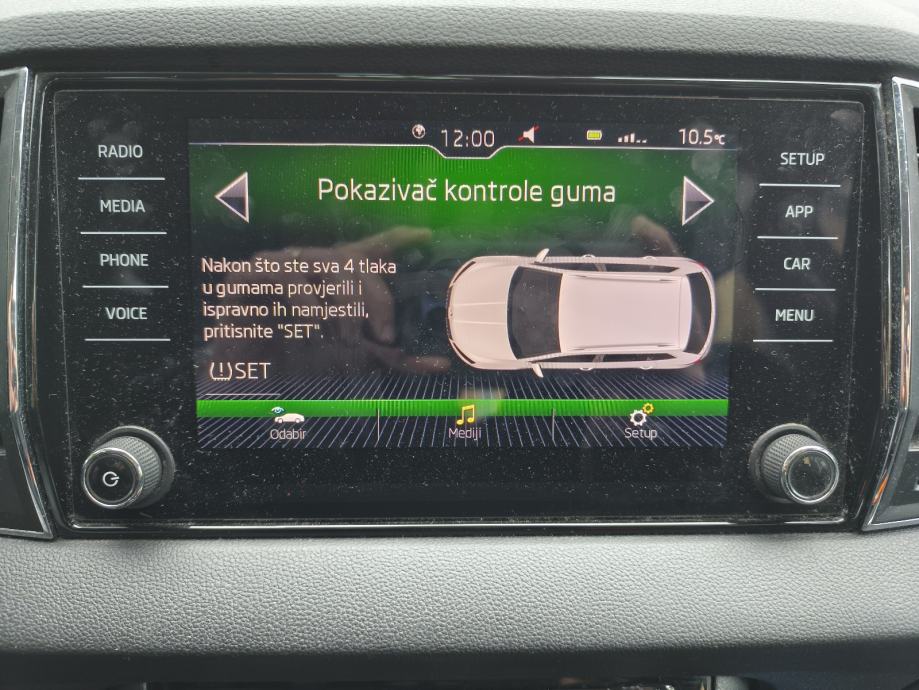 12:00
10.5°C
RADIO
MEDIA
PHONE
VOICE
Pokazivač kontrole guma
Nakon što ste sva 4 tlaka
u gumama provjerili i
ispravno ih namjestili,
pritisnite "SET".
(!)SET
Odabir
Mediji
Setup
SETUP
APP
CAR
MENU